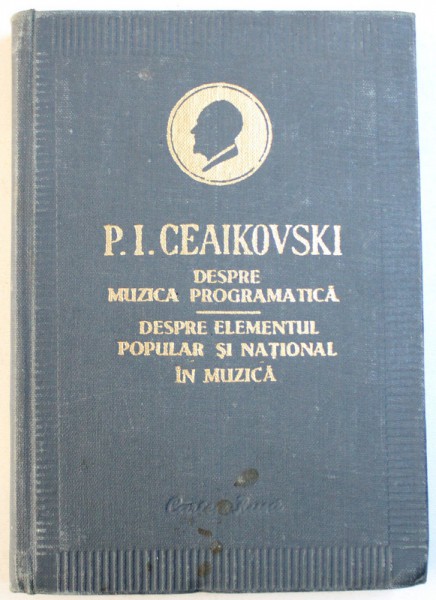 P. I. CEAIKOVSKI
DESPRE
MUZICA PROGRAMATICĂ
DESPRE ELEMENTUL
POPULAR ȘI NAȚIONAL
ÎN MUZICĂ